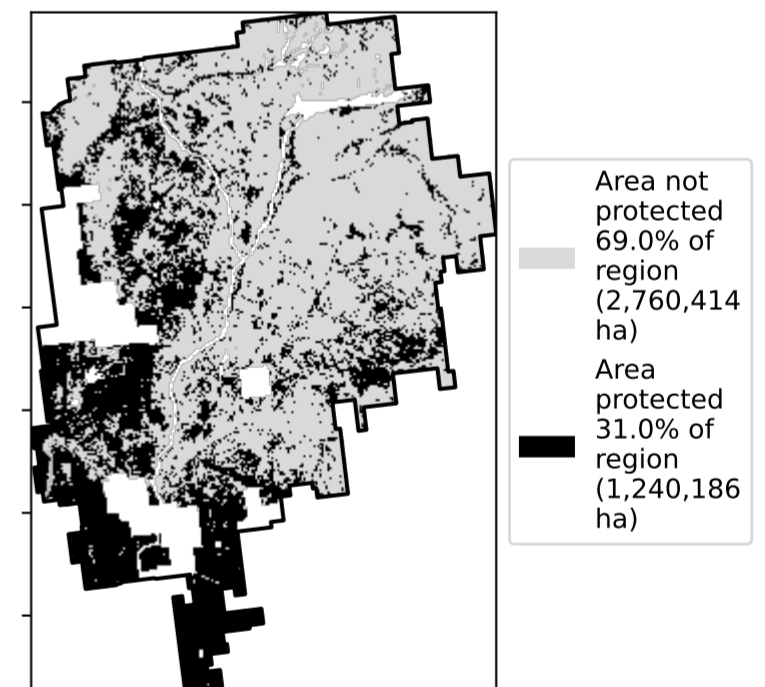 Area not
protected
69.0% of
region
(2,760,414
ha)
Area
protected
31.0% of
region
(1,240,186
ha)